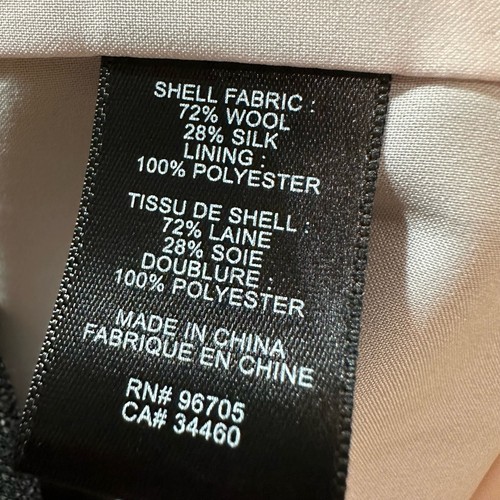 SHELL FABRIC :
72% WOOL
28% SILK
LINING :
100% POLYESTER
TISSU DE SHELL :
72% LAINE
28% SOIE
DOUBLURE :
100% POLYESTER
MADE IN CHINA
FABRIQUE EN CHINE
RN# 96705
CA# 34460